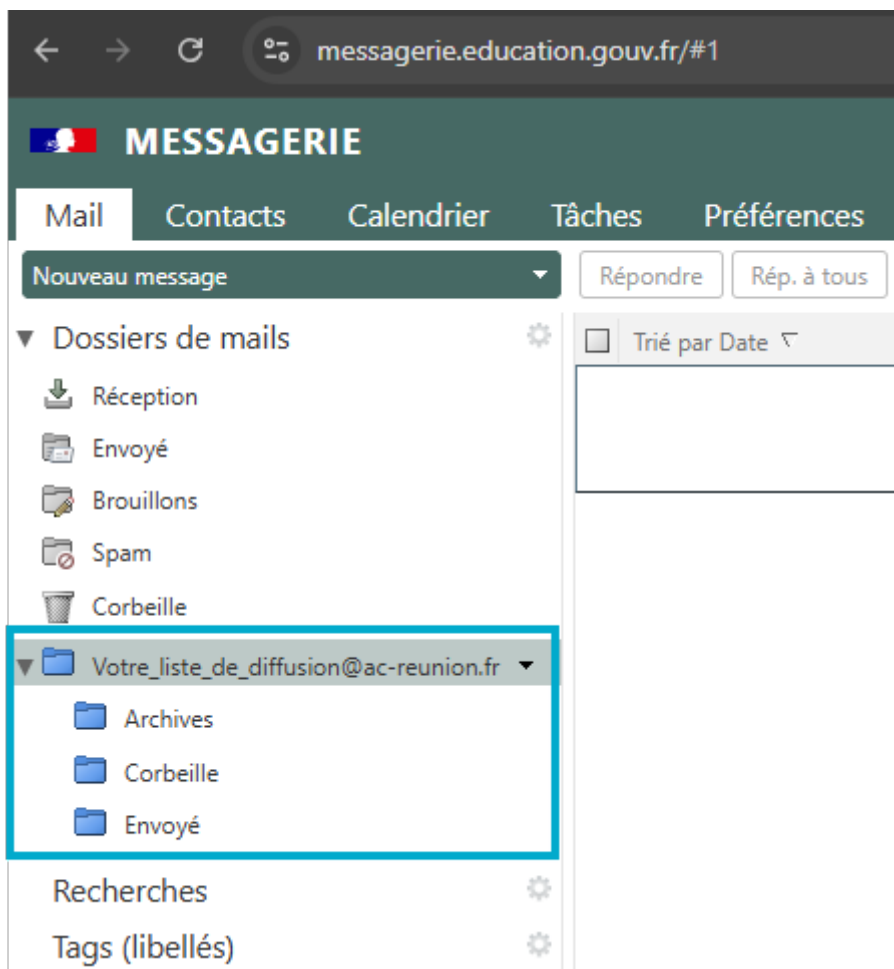 messagerie.education.gouv.fr/#1
MESSAGERIE
Mail Contacts Calendrier Tâches Préférences
Nouveau message Répondre Rép. à tous
Dossiers de mails Trié par Date
Réception
Envoyé
Brouillons
Spam
Corbeille
Votre_liste_de_diffusion@ac-reunion.fr
Archives
Corbeille
Envoyé
Recherches
Tags (libellés)